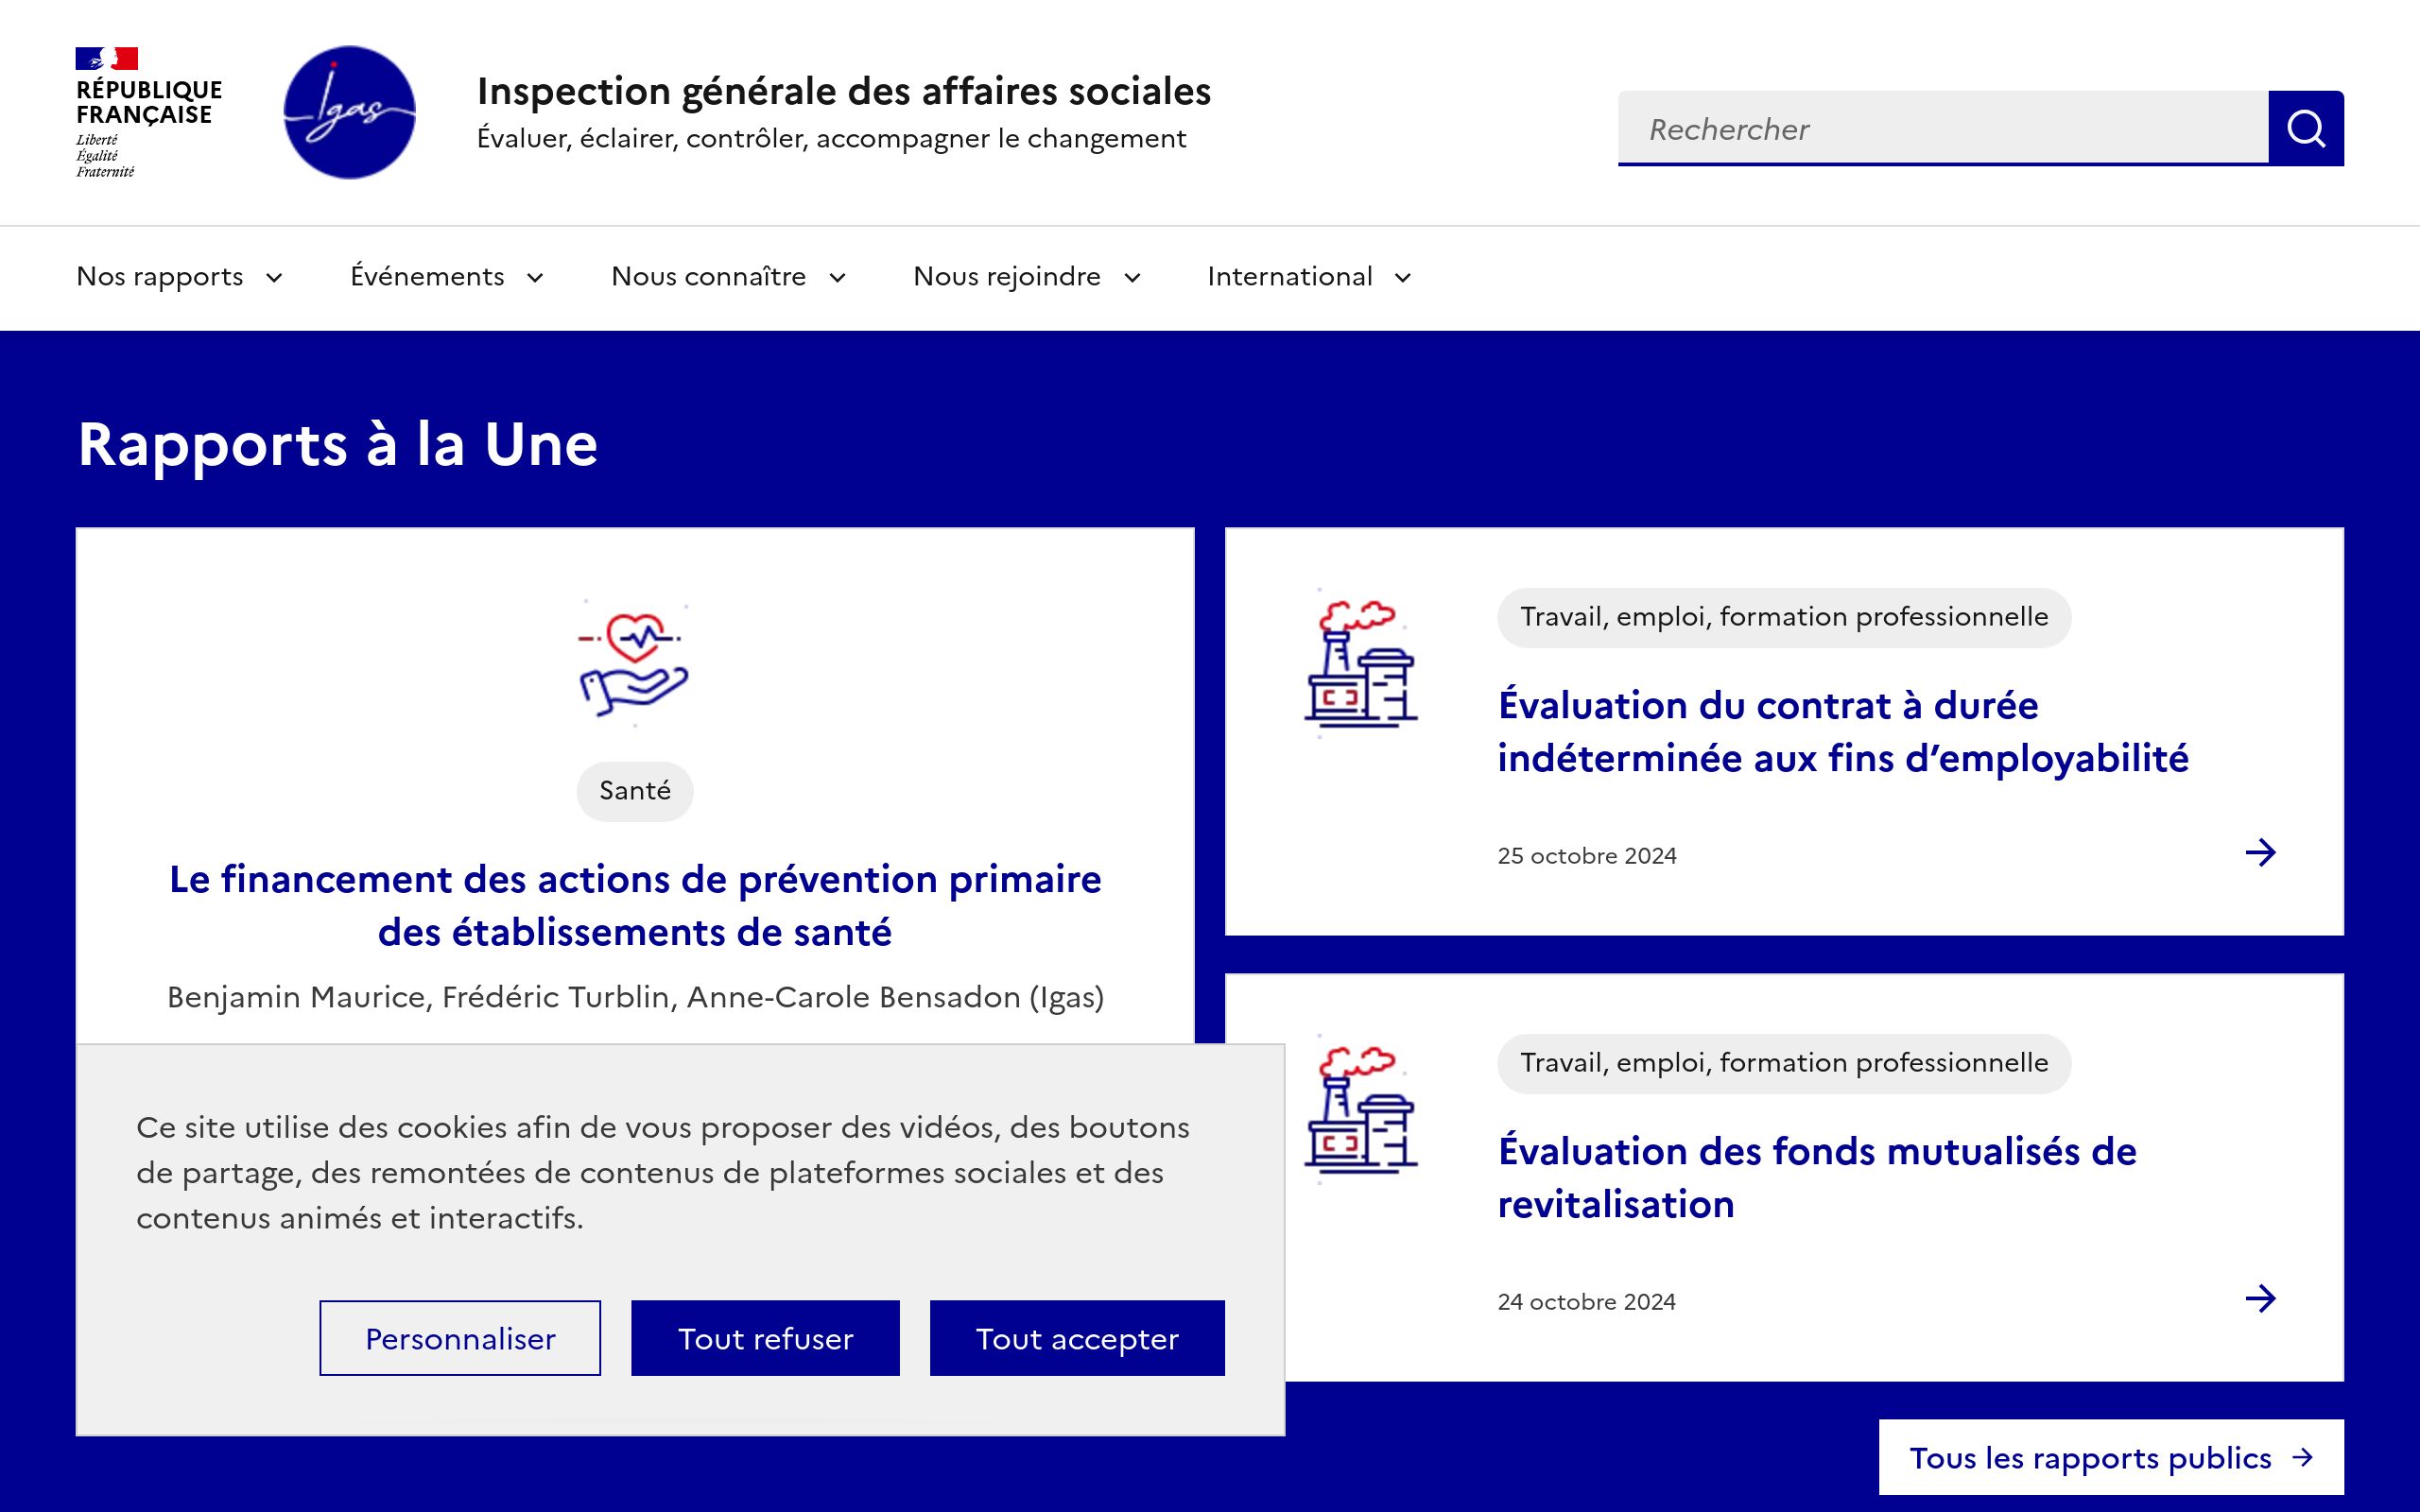 RÉPUBLIQUE
FRANÇAISE
Liberté
Égalité
Fraternité
Igas
Inspection générale des affaires sociales
Évaluer, éclairer, contrôler, accompagner le changement
Rechercher
Nos rapports
Événements
Nous connaître
Nous rejoindre
International
Rapports à la Une
Santé
Le financement des actions de prévention primaire
des établissements de santé
Benjamin Maurice, Frédéric Turblin, Anne-Carole Bensadon (Igas)
Travail, emploi, formation professionnelle
Évaluation du contrat à durée
indéterminée aux fins d’employabilité
25 octobre 2024
Travail, emploi, formation professionnelle
Évaluation des fonds mutualisés de
revitalisation
24 octobre 2024
Ce site utilise des cookies afin de vous proposer des vidéos, des boutons
de partage, des remontées de contenus de plateformes sociales et des
contenus animés et interactifs.
Personnaliser
Tout refuser
Tout accepter
Tous les rapports publics